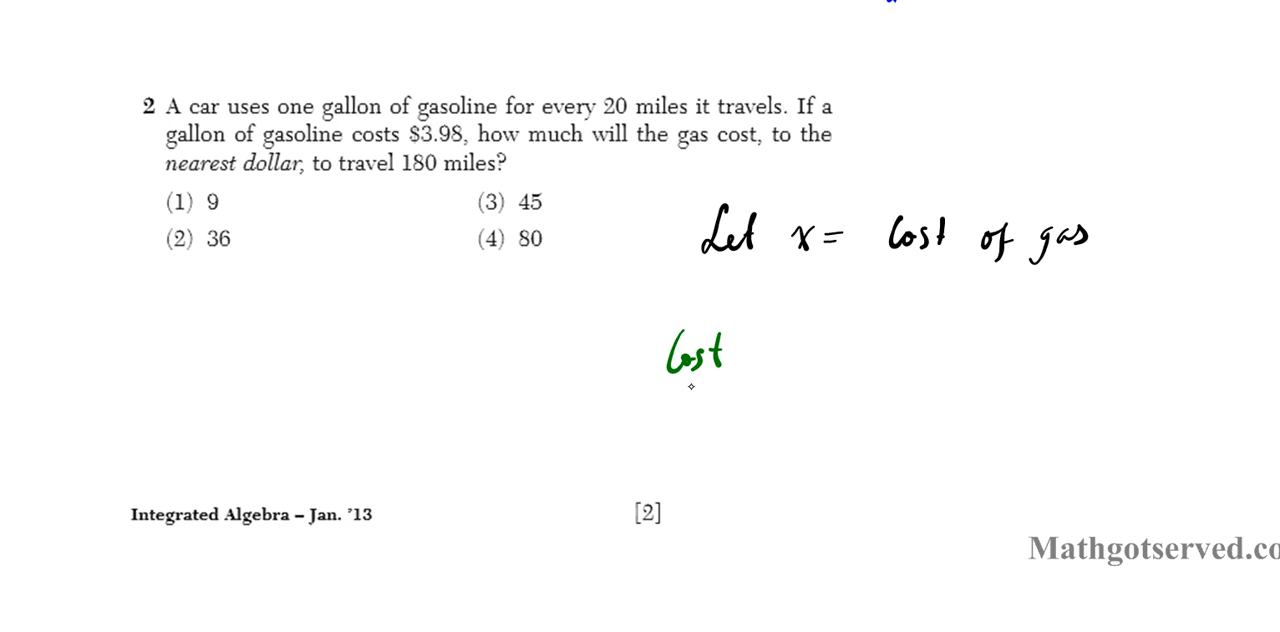 2 A car uses one gallon of gasoline for every 20 miles it travels. If a
gallon of gasoline costs $3.98, how much will the gas cost, to the
nearest dollar, to travel 180 miles?
(1) 9 (3) 45
(2) 36 (4) 80
Let x = Cost of gas
Cost
Integrated Algebra – Jan. ’13 [2]
Mathgotserved.co